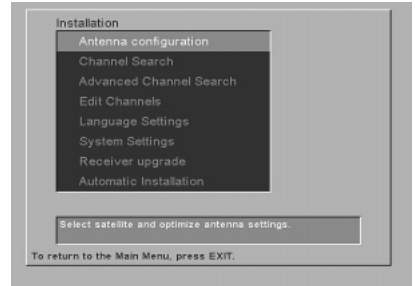 Installation
Antenna configuration
Channel Search
Advanced Channel Search
Edit Channels
Language Settings
System Settings
Receiver upgrade
Automatic Installation
Select satellite and optimize antenna settings.
To return to the Main Menu, press EXIT.